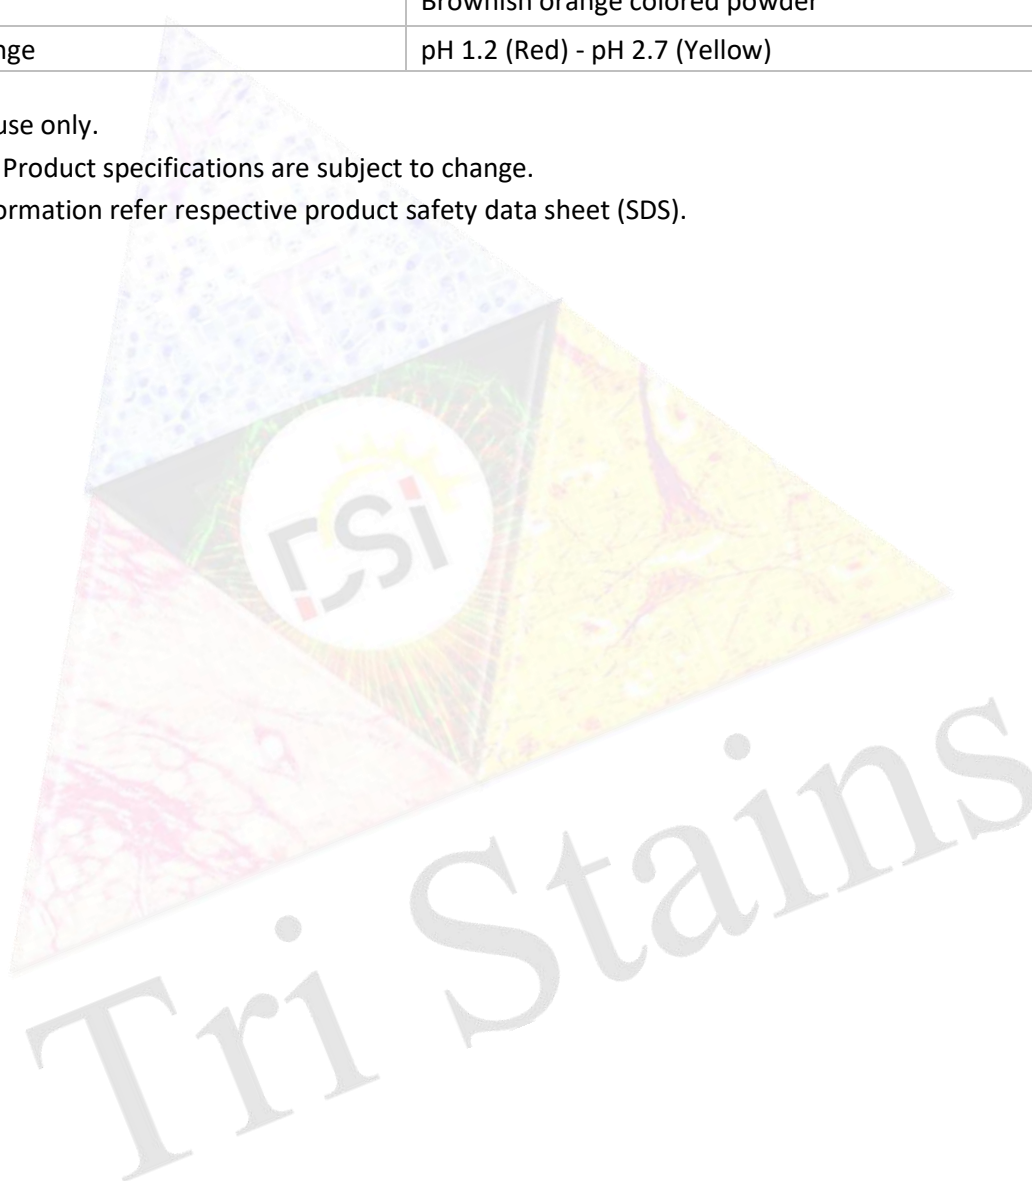 Brownish orange colored powder
nge
pH 1.2 (Red) - pH 2.7 (Yellow)
use only.
Product specifications are subject to change.
ormation refer respective product safety data sheet (SDS).
DSi
Tri Stains